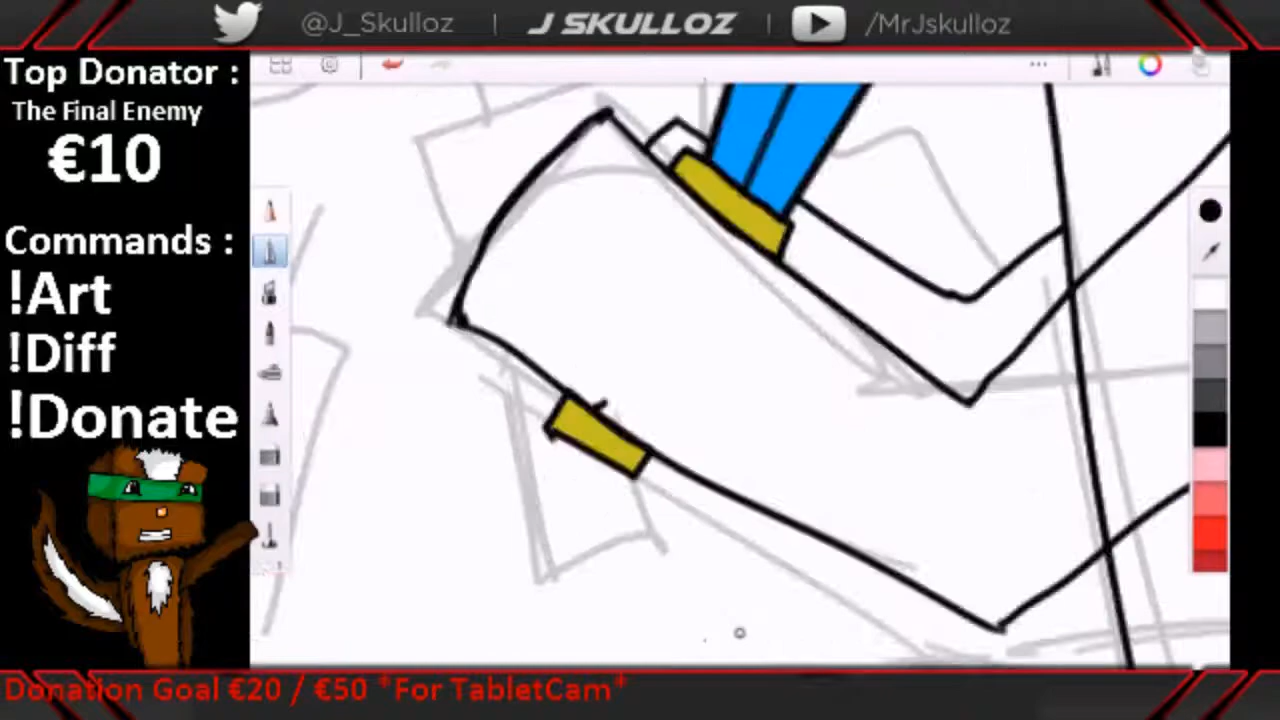 @J_Skulloz | J SKULLOZ | /MrJskulloz
Top Donator :
The Final Enemy
€10
Commands :
!Art
!Diff
!Donate
Donation Goal €20 / €50 *For TabletCam*